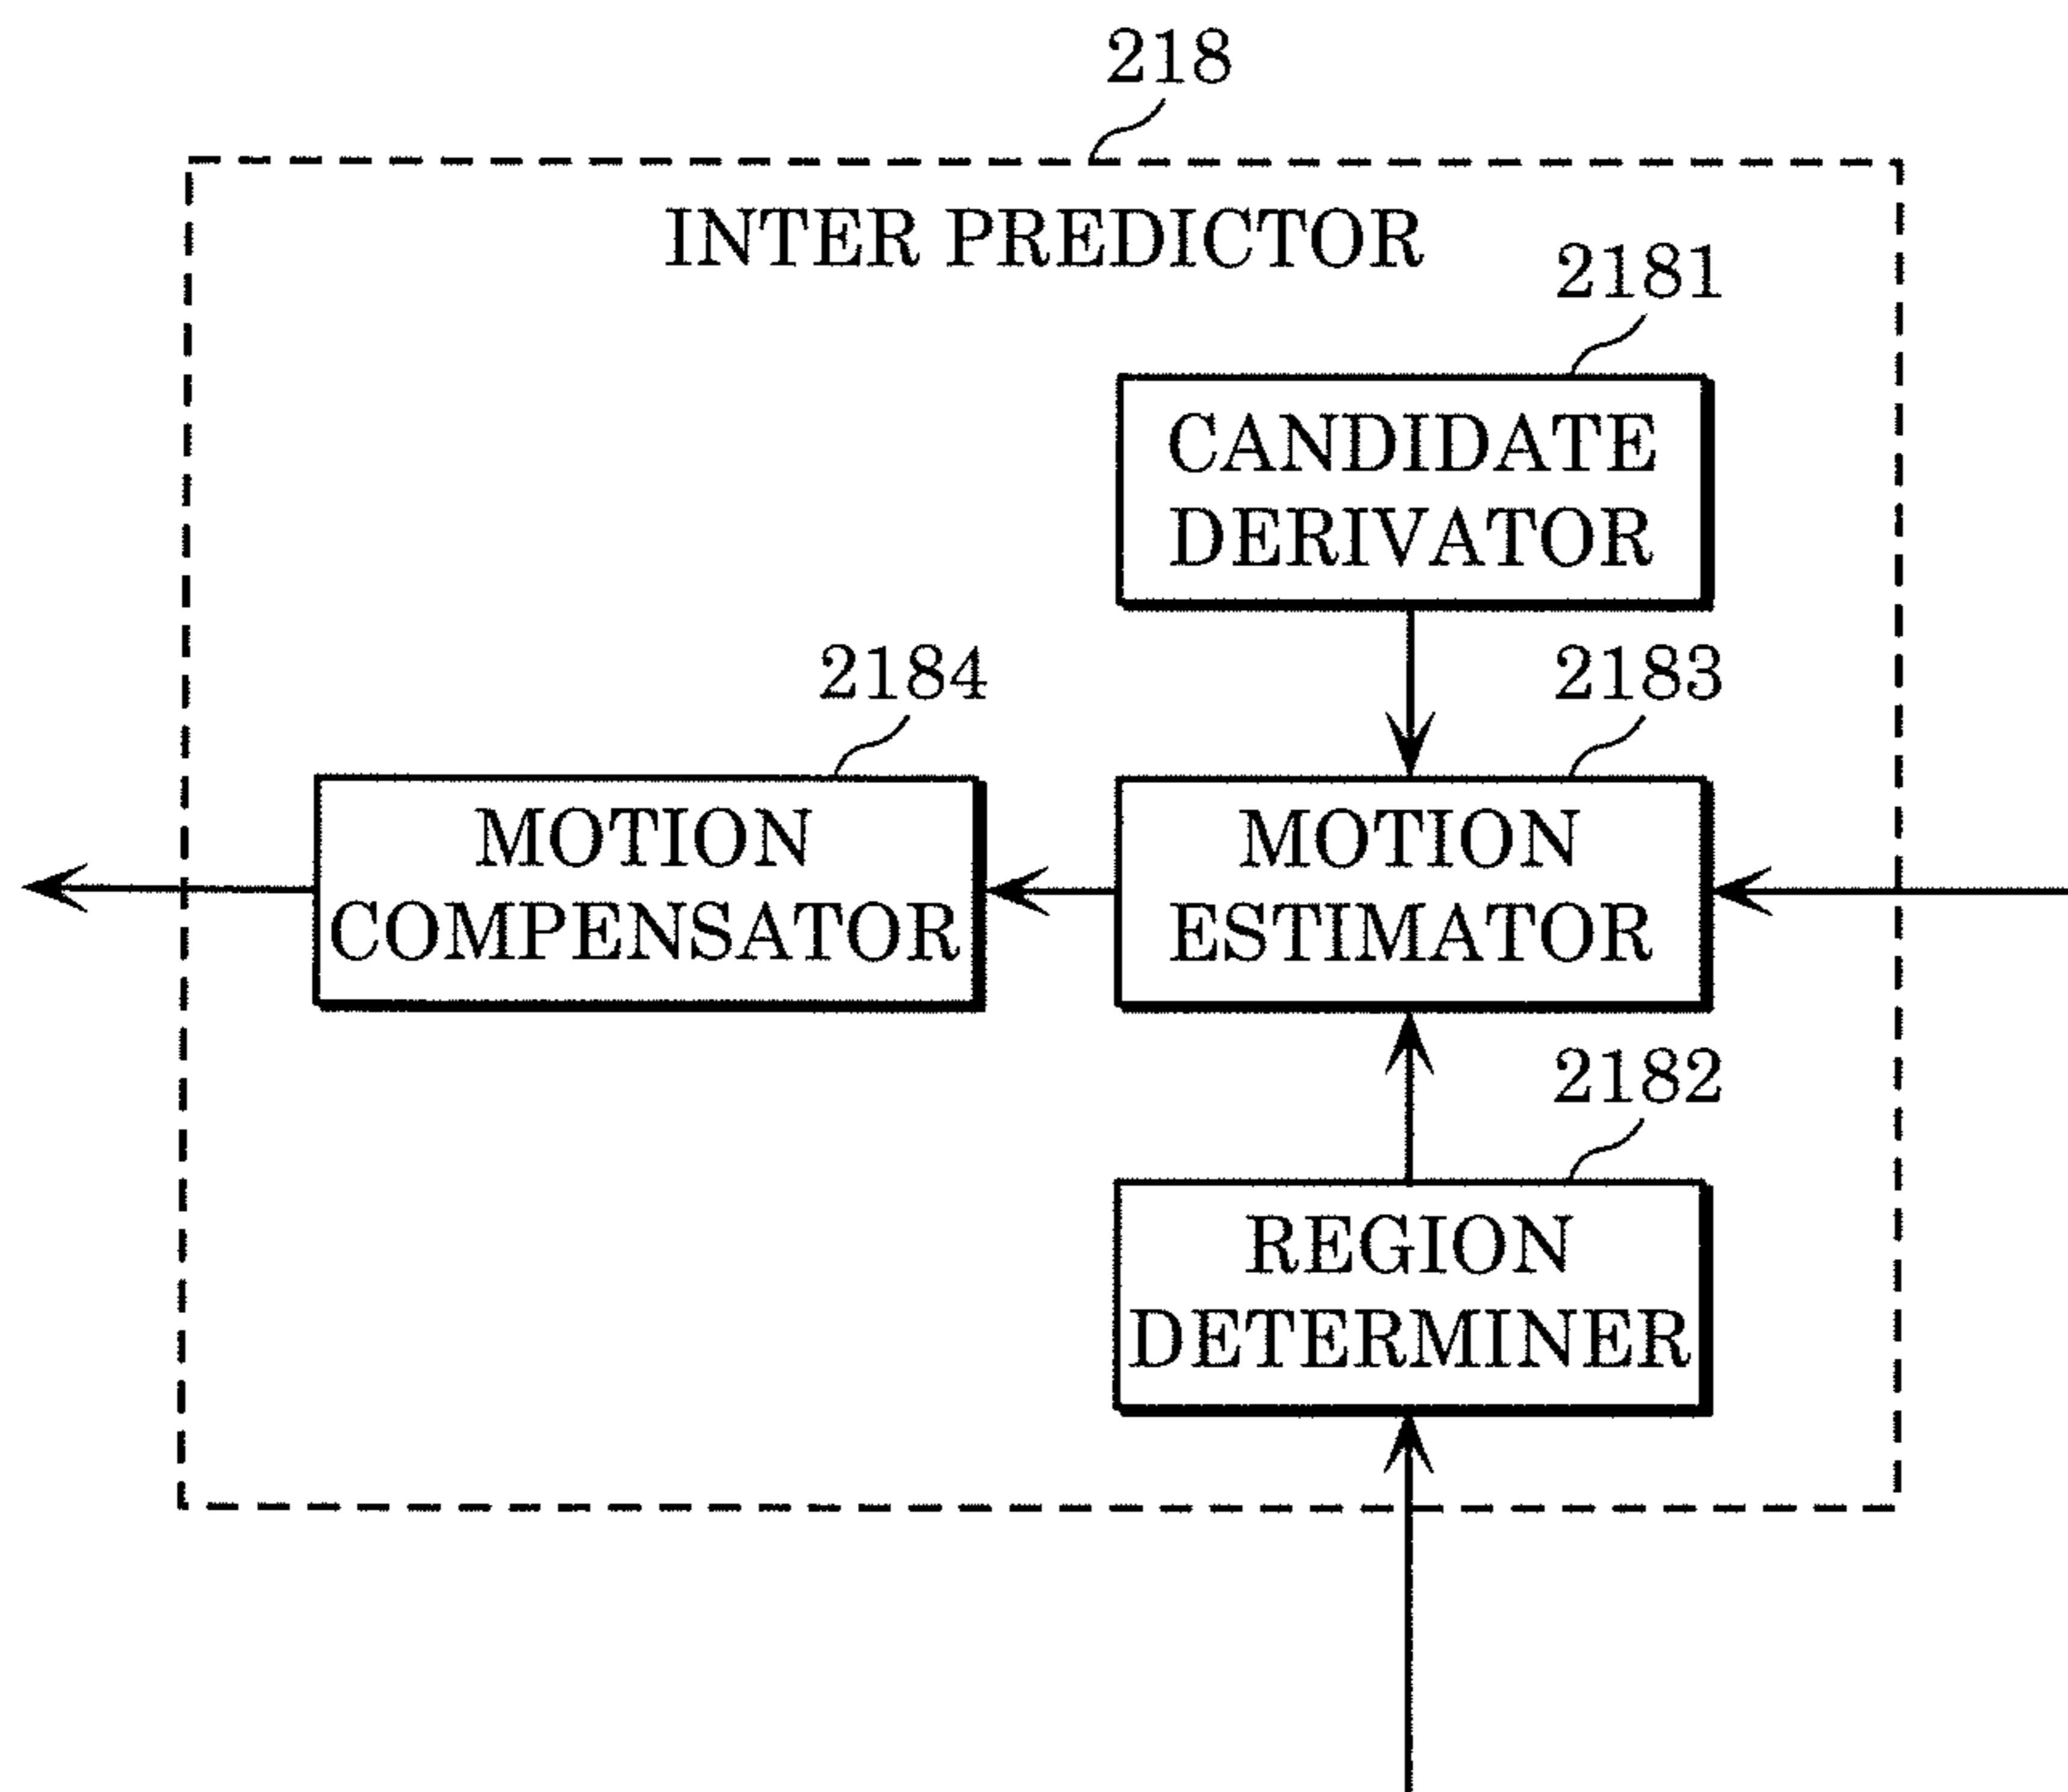 218
INTER PREDICTOR
2181
CANDIDATE
DERIVATOR
2184
2183
MOTION
COMPENSATOR
MOTION
ESTIMATOR
2182
REGION
DETERMINER